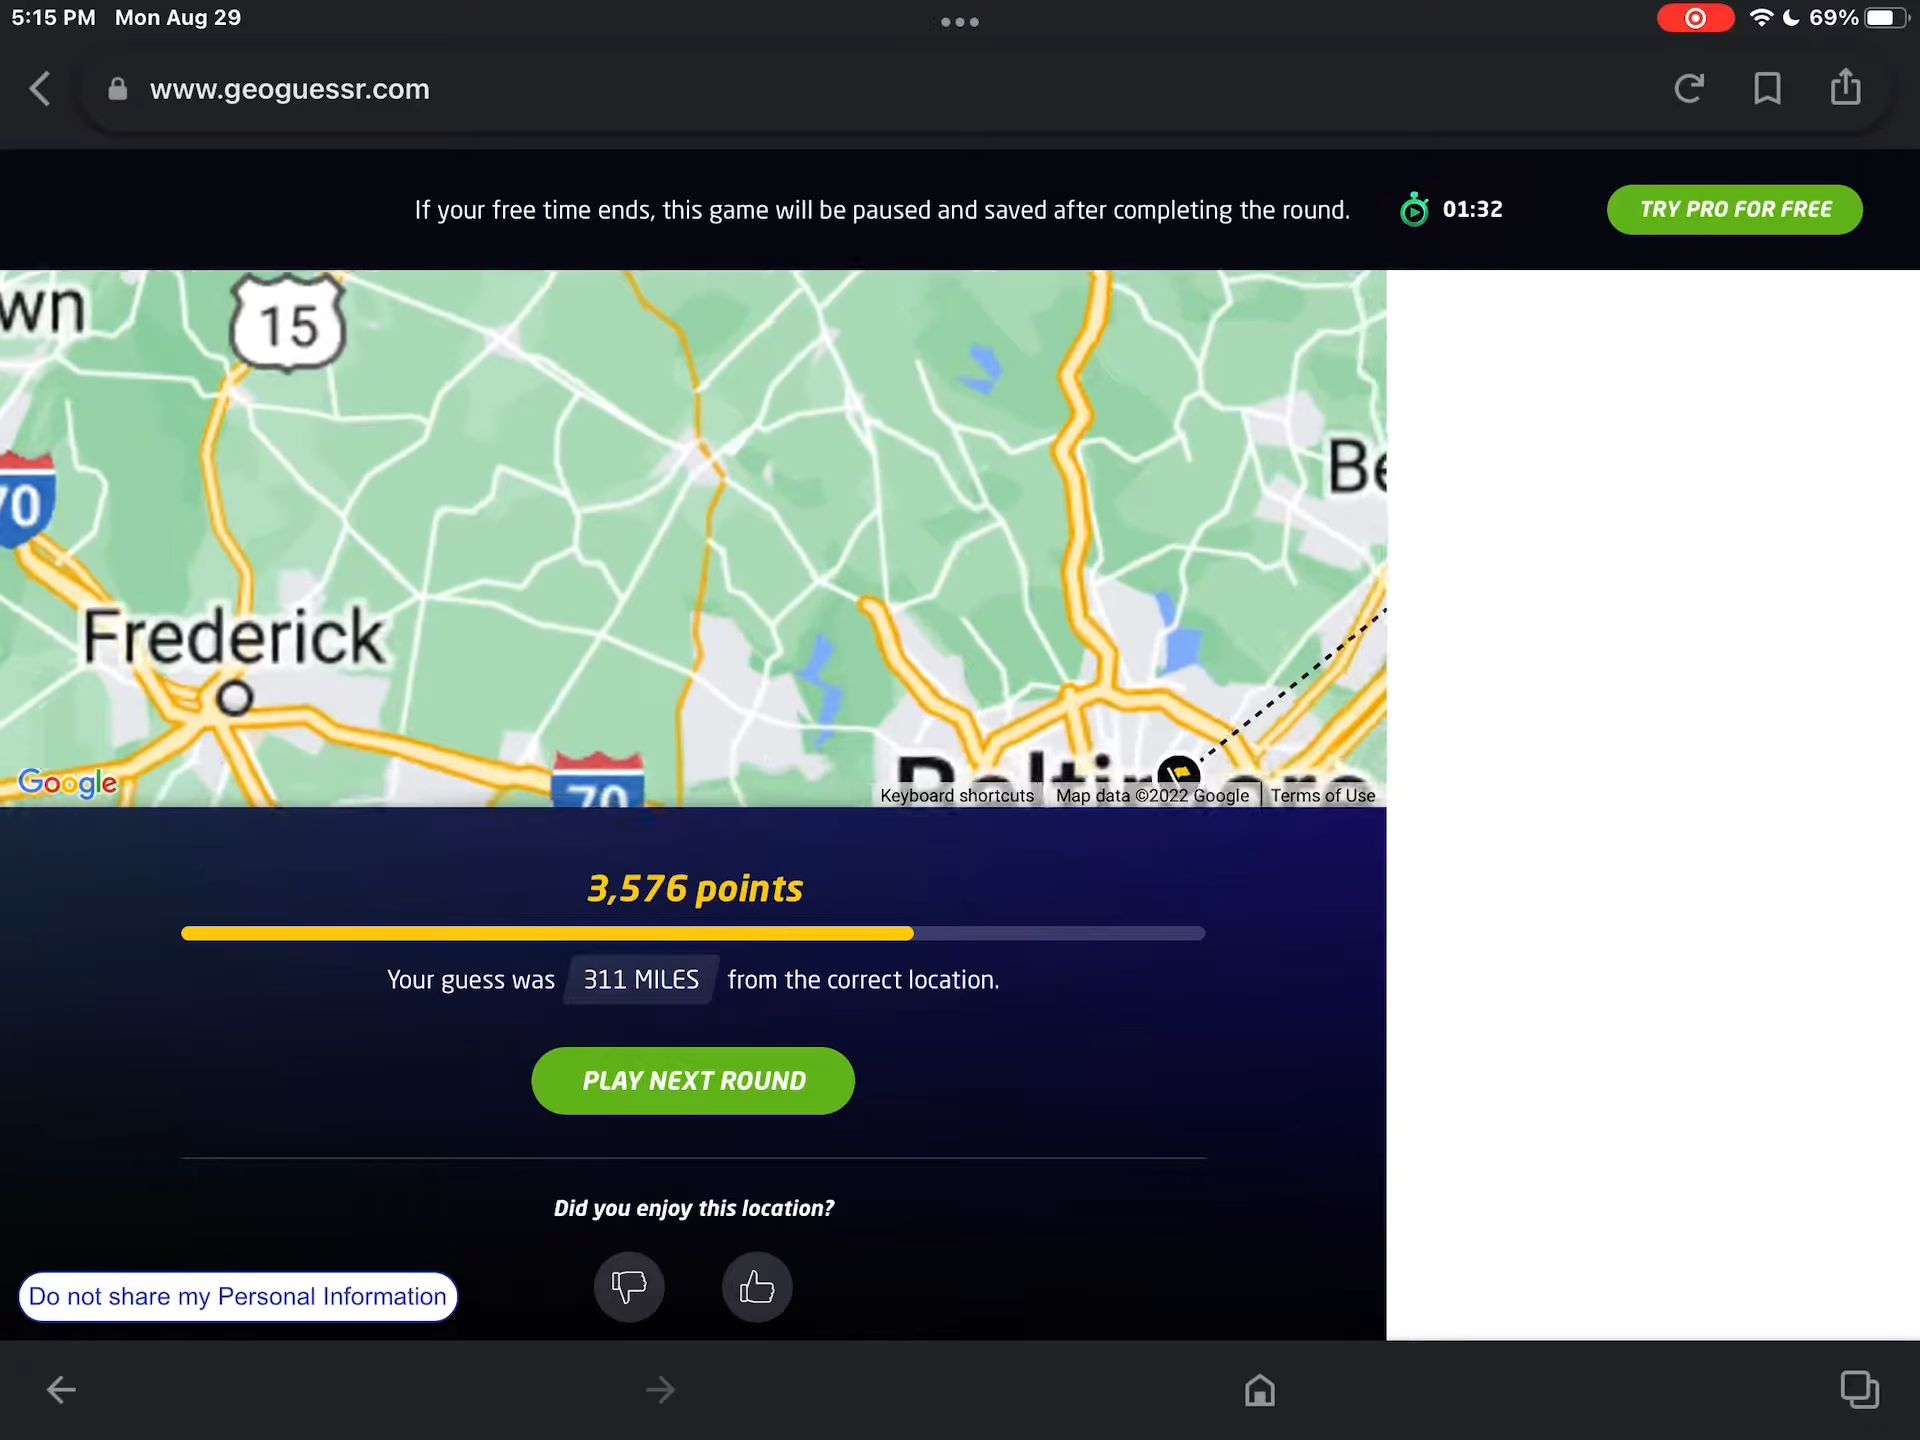 5:15 PM Mon Aug 29
69%
www.geoguessr.com
If your free time ends, this game will be paused and saved after completing the round.
01:32
TRY PRO FOR FREE
wn
15
Be
70
Frederick
70
Google
Keyboard shortcuts
Map data ©2022 Google
Terms of Use
3,576 points
Your guess was 311 MILES from the correct location.
PLAY NEXT ROUND
Did you enjoy this location?
Do not share my Personal Information